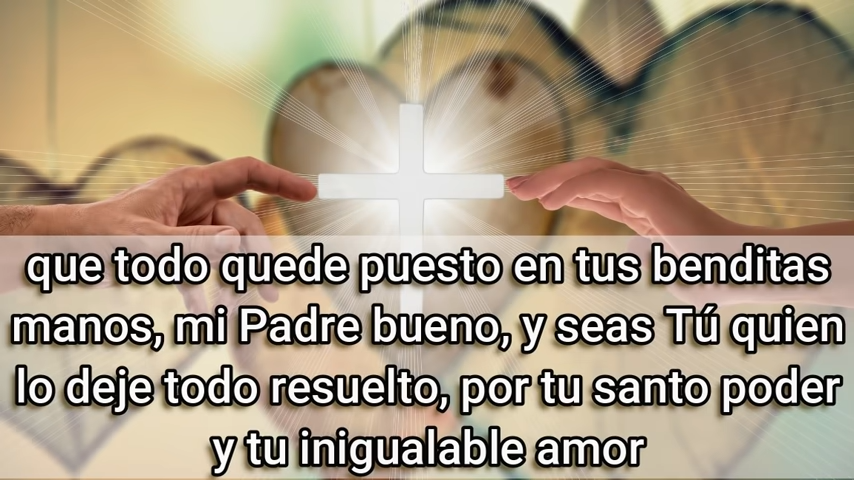 que todo quede puesto en tus benditas
manos, mi Padre bueno, y seas Tú quien
lo deje todo resuelto, por tu santo poder
y tu inigualable amor